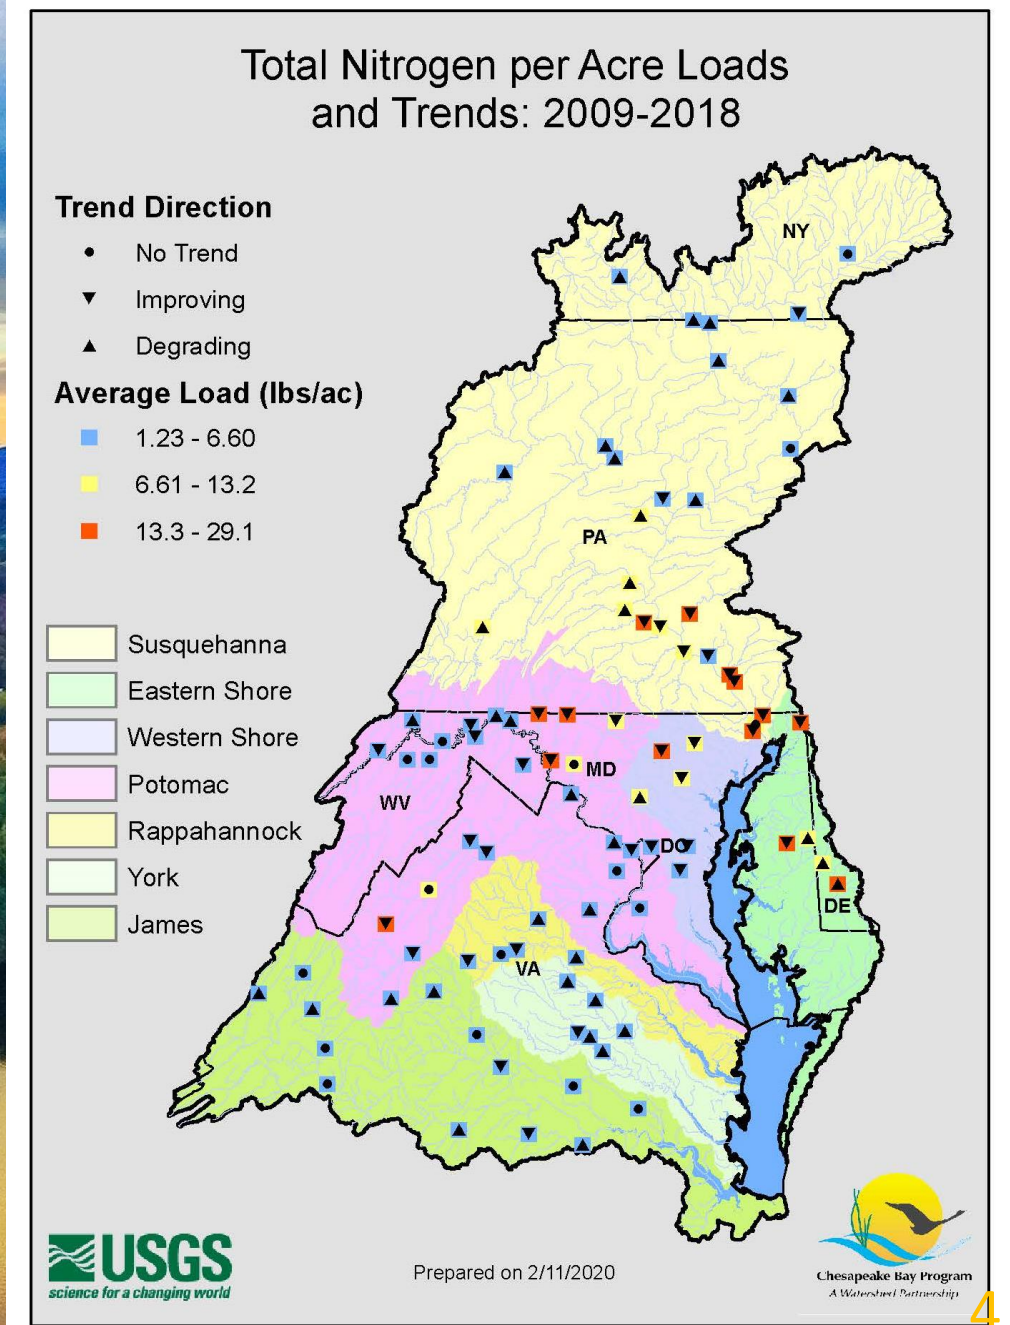 Total Nitrogen per Acre Loads
and Trends: 2009-2018
Trend Direction
No Trend
Improving
Degrading
Average Load (lbs/ac)
1.23 - 6.60
6.61 - 13.2
13.3 - 29.1
Susquehanna
Eastern Shore
Western Shore
Potomac
Rappahannock
York
James
NY
PA
MD
WV
DC
DE
VA
USGS
science for a changing world
Prepared on 2/11/2020
Chesapeake Bay Program
A Watershed Partnership
4